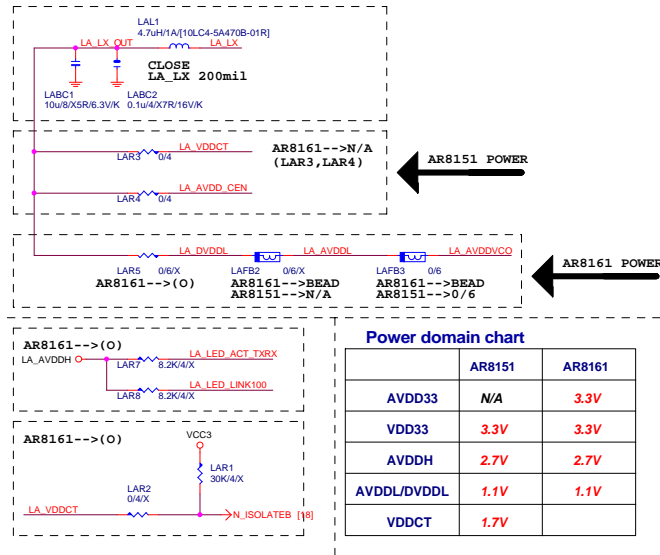 LAL1
4.7uH/1A/[10LC4-5A470B-01R]
LA_LX_OUT
LA_LX
CLOSE
LA_LX 200mil
LABC1
10u/8/X5R/6.3V/K
LABC2
0.1u/4/X7R/16V/K
LA_VDDCT
LAR3 0/4
AR8161-->N/A
(LAR3,LAR4)
AR8151 POWER
LA_AVDD_CEN
LAR4 0/4
LA_DVDDL
LA_AVDDL
LA_AVDDVCO
LAR5 0/6/X
LAFB2 0/6/X
LAFB3 0/6
AR8161-->(O)
AR8161-->BEAD
AR8151-->N/A
AR8161-->BEAD
AR8151-->0/6
AR8161 POWER
AR8161-->(O)
LA_AVDDH
LA_LED_ACT_TXRX
LAR7 8.2K/4/X
LA_LED_LINK100
LAR8 8.2K/4/X
AR8161-->(O)
VCC3
LAR1
30K/4/X
LAR2
0/4/X
LA_VDDCT
N_ISOLATEB [18]
Power domain chart
AR8151 AR8161
AVDD33 N/A 3.3V
VDD33 3.3V 3.3V
AVDDH 2.7V 2.7V
AVDDL/DVDDL 1.1V 1.1V
VDDCT 1.7V